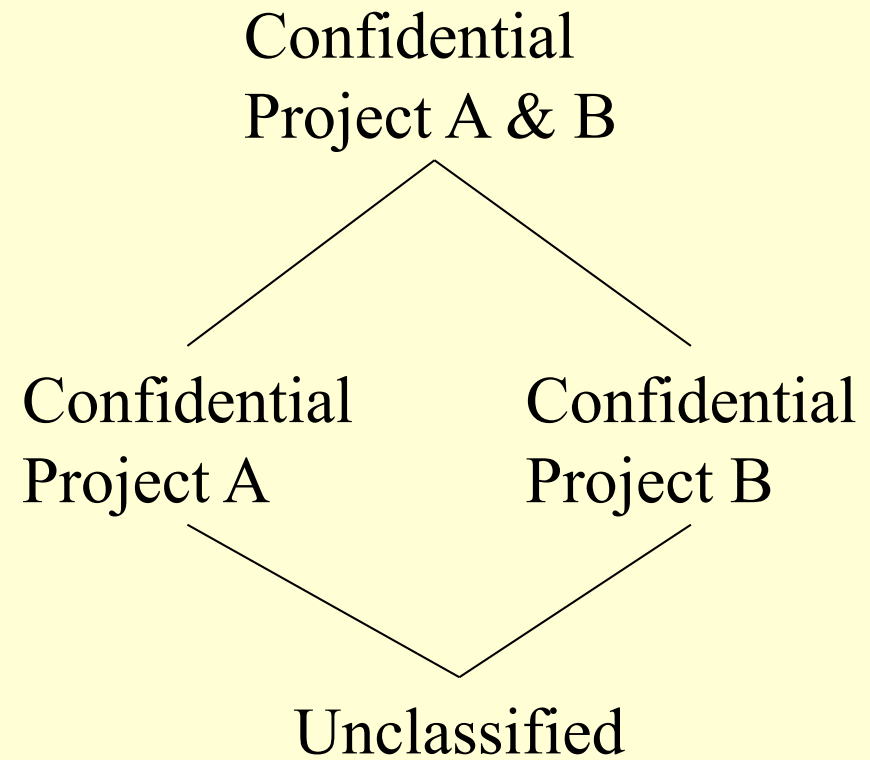 Confidential
Project A & B
Confidential
Project A
Confidential
Project B
Unclassified